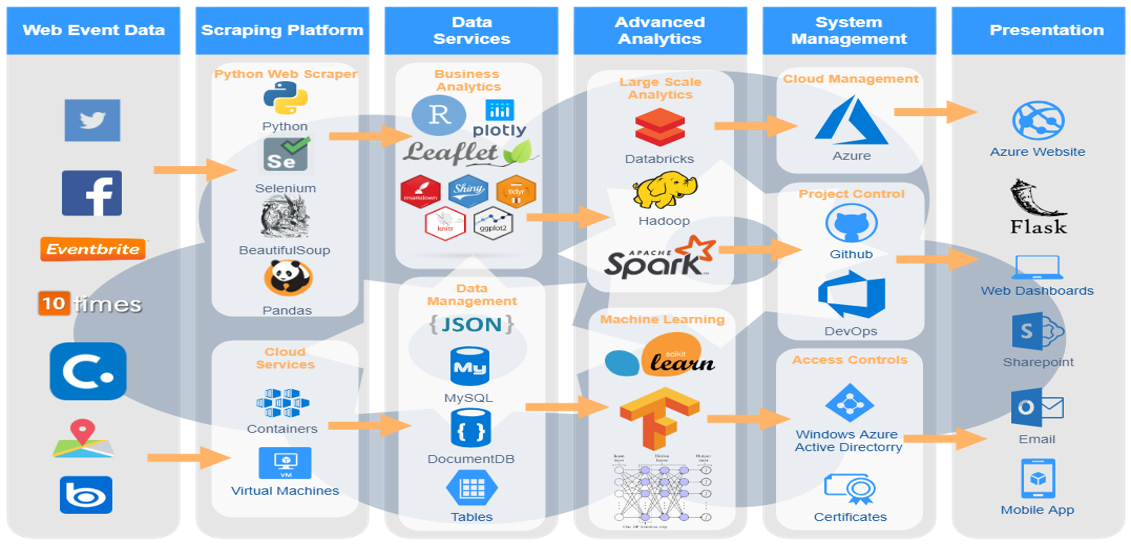 Web Event Data
Scraping Platform
Data
Services
Advanced
Analytics
System
Management
Presentation
Eventbrite
10 times
C.
b
Python Web Scraper
Python
Se
Selenium
BeautifulSoup
Pandas
Cloud
Services
Containers
VM
Virtual Machines
Business
Analytics
R
plotly
Leaflet
rmarkdown
Shiny
tidyr
knitr
ggplot2
Data
Management
{JSON}
My
MySQL
{ }
DocumentDB
Tables
Large Scale
Analytics
Databricks
Hadoop
APACHE
Spark
Machine Learning
scikit
learn
Cloud Management
Azure
Project Control
Github
DevOps
Access Controls
Windows Azure
Active Directorry
Certificates
Azure Website
Flask
Web Dashboards
S
Sharepoint
O
Email
Mobile App